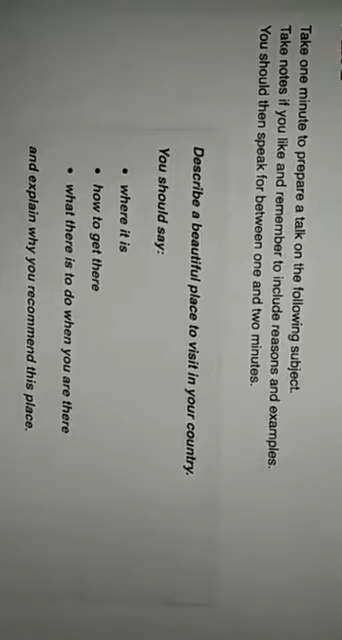 Take one minute to prepare a talk on the following subject.
Take notes if you like and remember to include reasons and examples.
You should then speak for between one and two minutes.
Describe a beautiful place to visit in your country.
You should say:
• where it is
• how to get there
• what there is to do when you are there
and explain why you recommend this place.